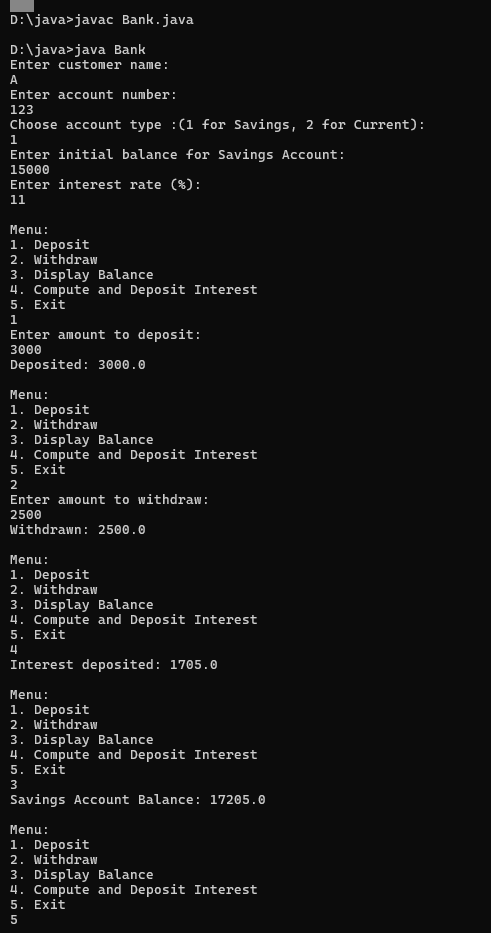 D:\java>javac Bank.java
D:\java>java Bank
Enter customer name:
A
Enter account number:
123
Choose account type :(1 for Savings, 2 for Current):
1
Enter initial balance for Savings Account:
15000
Enter interest rate (%):
11
Menu:
1. Deposit
2. Withdraw
3. Display Balance
4. Compute and Deposit Interest
5. Exit
1
Enter amount to deposit:
3000
Deposited: 3000.0
Menu:
1. Deposit
2. Withdraw
3. Display Balance
4. Compute and Deposit Interest
5. Exit
2
Enter amount to withdraw:
2500
Withdrawn: 2500.0
Menu:
1. Deposit
2. Withdraw
3. Display Balance
4. Compute and Deposit Interest
5. Exit
4
Interest deposited: 1705.0
Menu:
1. Deposit
2. Withdraw
3. Display Balance
4. Compute and Deposit Interest
5. Exit
3
Savings Account Balance: 17205.0
Menu:
1. Deposit
2. Withdraw
3. Display Balance
4. Compute and Deposit Interest
5. Exit
5